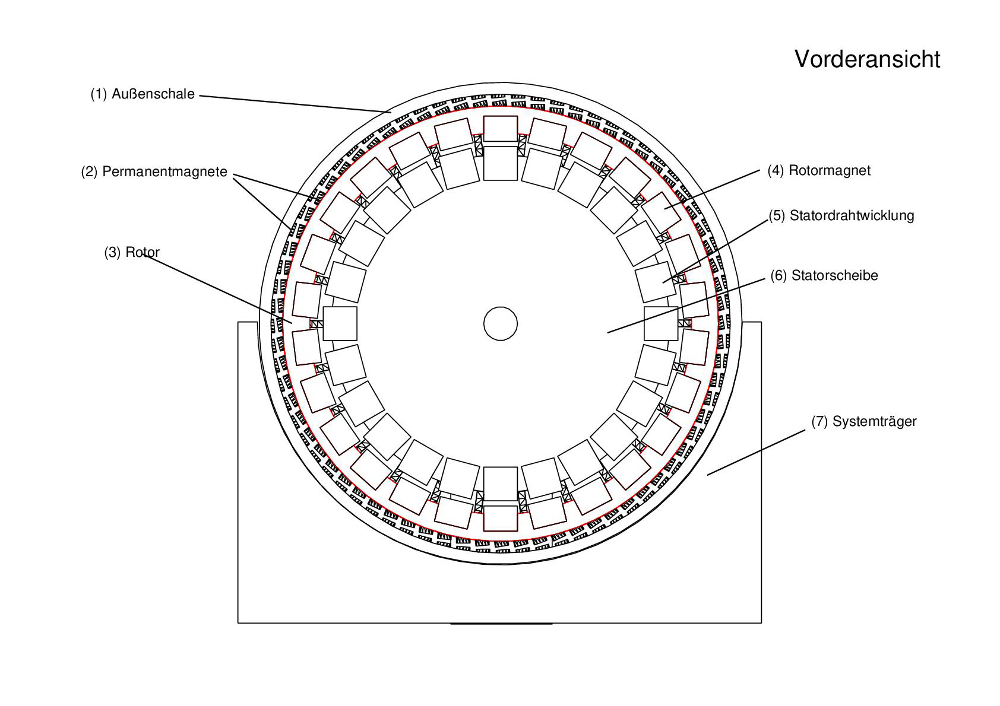 Vorderansicht
(1) Außenschale
(2) Permanentmagnete
(3) Rotor
(4) Rotormagnet
(5) Statordrahtwicklung
(6) Statorscheibe
(7) Systemträger